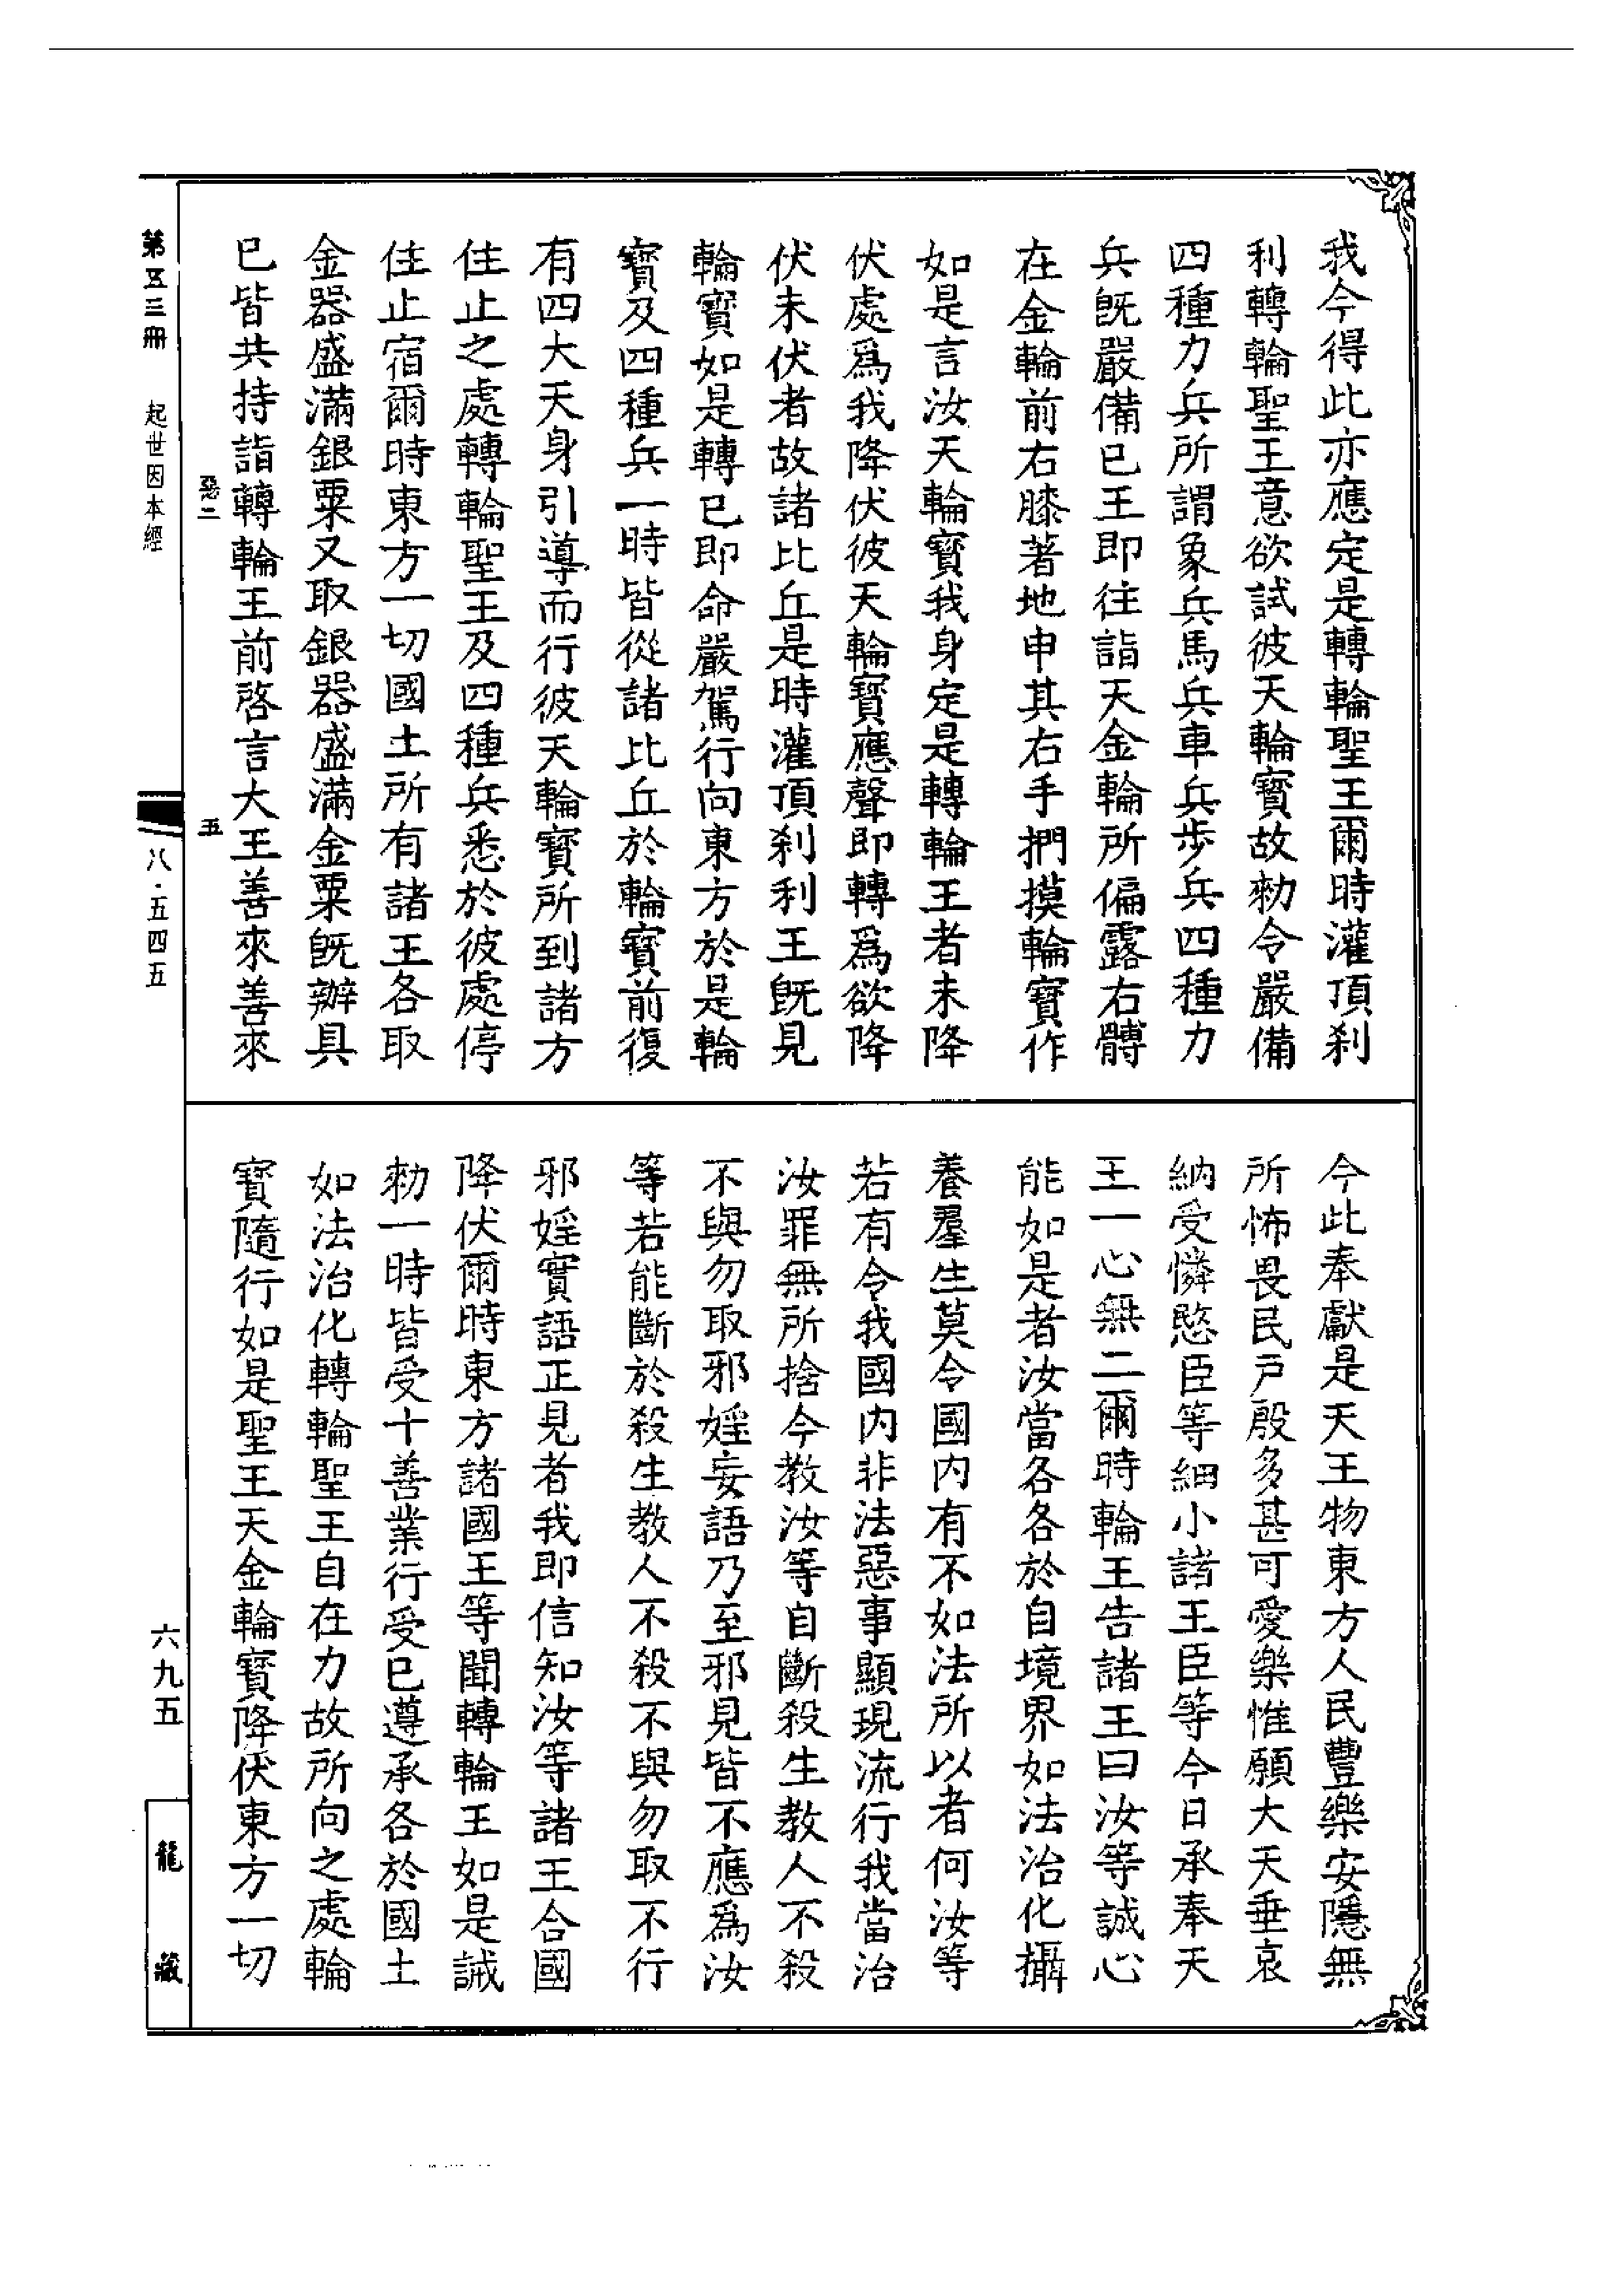 我今得此亦應定是轉輪聖王爾時灌頂刹
利轉輪聖王意欲試彼天輪寶故勑令嚴備
四種力兵所謂象兵馬兵車兵步兵四種力
兵旣嚴備已王即往詣天金輪所偏露右髆
在金輪前右膝著地申其右手捫摸輪寶作
如是言汝天輪寶我身定是轉輪王者未降
伏處爲我降伏彼天輪寶應聲即轉爲欲降
伏未伏者故諸比丘是時灌頂刹利王旣見
輪寶如是轉已即命嚴駕行向東方於是輪
寶及四種兵一時皆從諸比丘於輪寶前復
有四大天身引導而行彼天輪寶所到諸方
住止之處轉輪聖王及四種兵悉於彼處停
住止宿爾時東方一切國土所有諸王各取
金器盛滿銀粟又取銀器盛滿金粟旣辦具
已皆共持詣轉輪王前啓言大王善來善來
惡二
五
今此奉獻是天王物東方人民豐樂安隱無
所怖畏民戶殷多甚可愛樂惟願大天垂哀
納受憐愍臣等細小諸王臣等今日承奉天
王一心無二爾時輪王告諸王曰汝等誠心
能如是者汝當各各於自境界如法治化攝
養羣生莫令國内有不如法所以者何汝等
若有令我國内非法惡事顯現流行我當治
汝罪無所捨今教汝等自斷殺生教人不殺
不與勿取邪婬妄語乃至邪見皆不應爲汝
等若能斷於殺生教人不殺不與勿取不行
邪婬實語正見者我即信知汝等諸王合國
降伏爾時東方諸國王等聞轉輪王如是誡
勑一時皆受十善業行受已遵承各於國土
如法治化轉輪聖王自在力故所向之處輪
寶隨行如是聖王天金輪寶降伏東方一切
第五三冊
起世因本經
八·五四五
六九五
龍藏